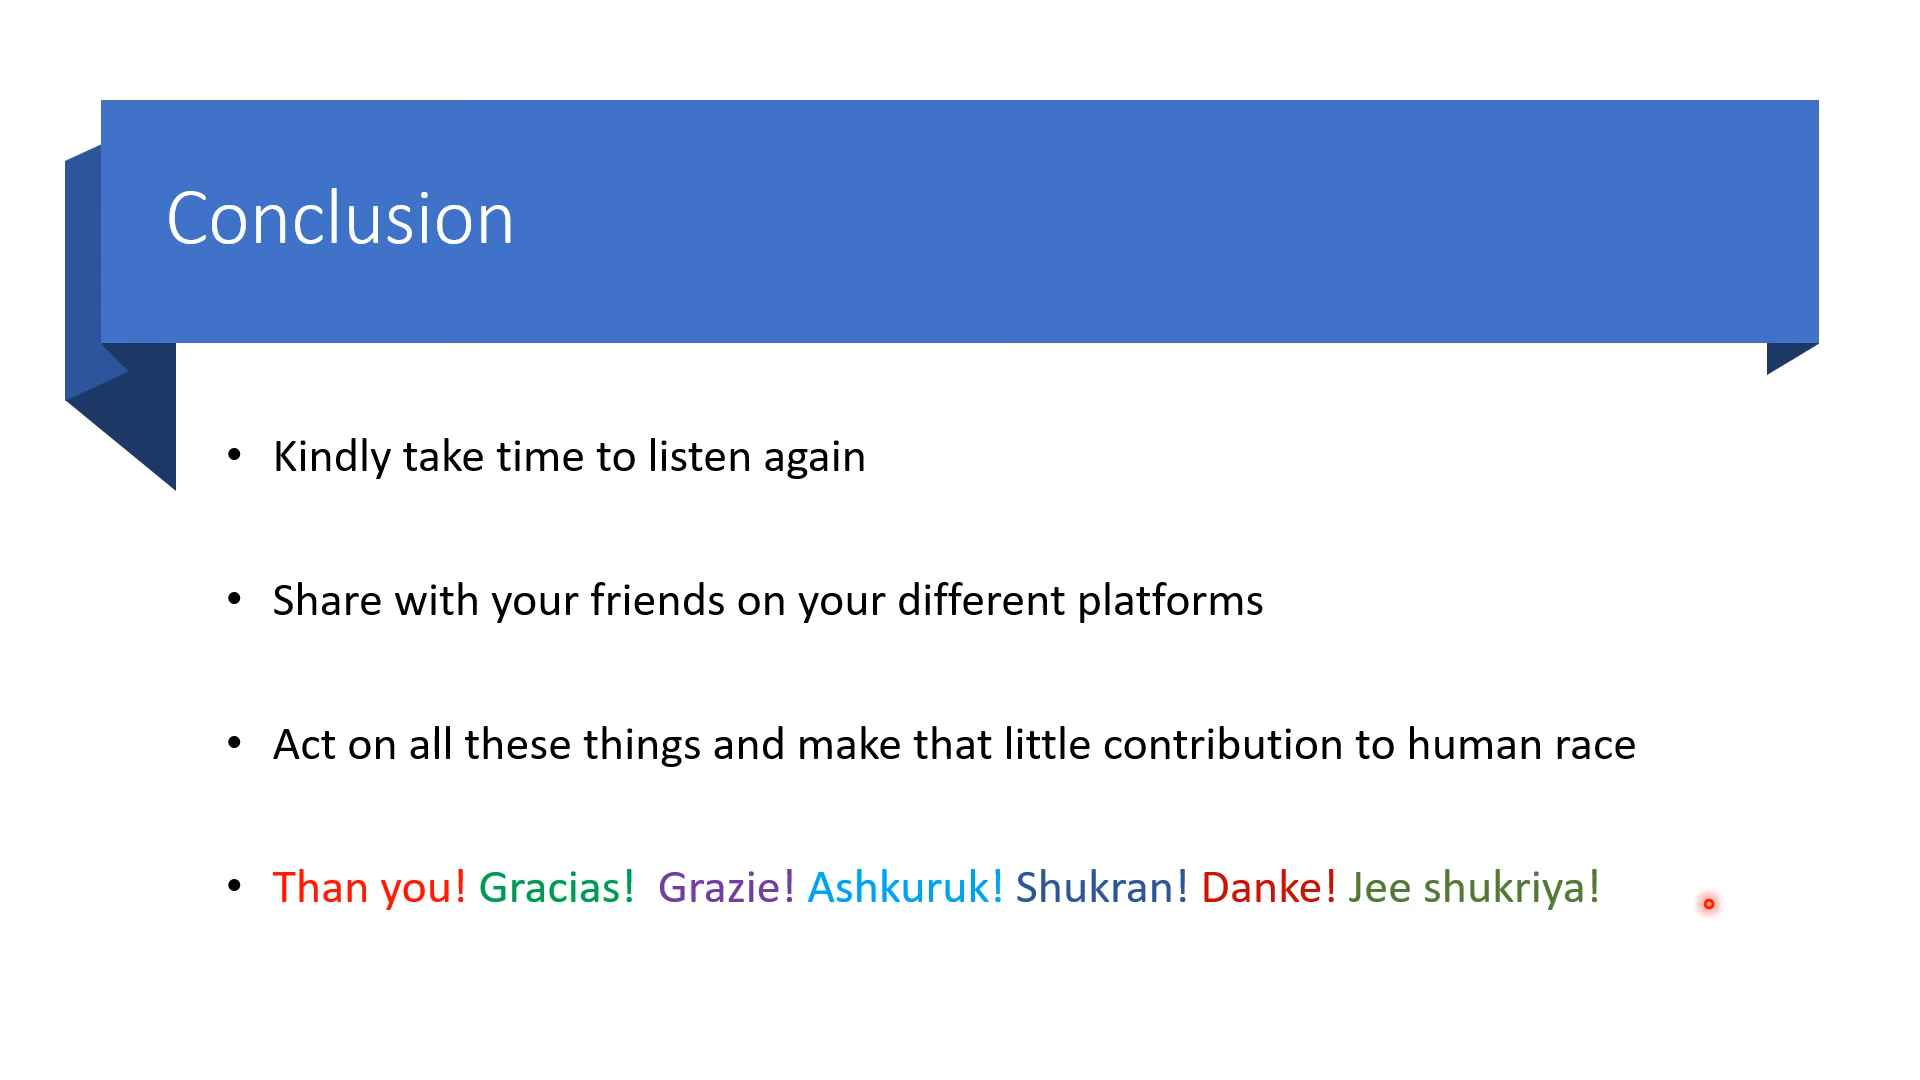 Conclusion
• Kindly take time to listen again
• Share with your friends on your different platforms
• Act on all these things and make that little contribution to human race
• Than you! Gracias!  Grazie! Ashkuruk! Shukran! Danke! Jee shukriya!